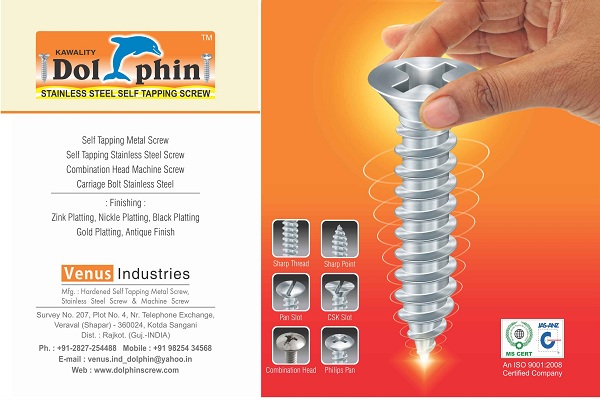 KAWALITY
Dolphin
TM
STAINLESS STEEL SELF TAPPING SCREW
Self Tapping Metal Screw
Self Tapping Stainless Steel Screw
Combination Head Machine Screw
Carriage Bolt Stainless Steel
: Finishing :
Zink Platting, Nickle Platting, Black Platting
Gold Platting, Antique Finish
Venus Industries
Mfg. : Hardened Self Tapping Metal Screw,
Stainless Steel Screw & Machine Screw
Survey No. 207, Plot No. 4, Nr. Telephone Exchange,
Veraval (Shapar) - 360024, Kotda Sangani
Dist. : Rajkot. (Guj.-INDIA)
Ph. : +91-2827-254488 Mobile : +91 98254 34568
E-mail : venus.ind_dolphin@yahoo.in
Web : www.dolphinscrew.com
Sharp Thread
Sharp Point
Pan Slot
CSK Slot
Combination Head
Philips Pan
MS CERT
JAS-ANZ
An ISO 9001:2008
Certified Company